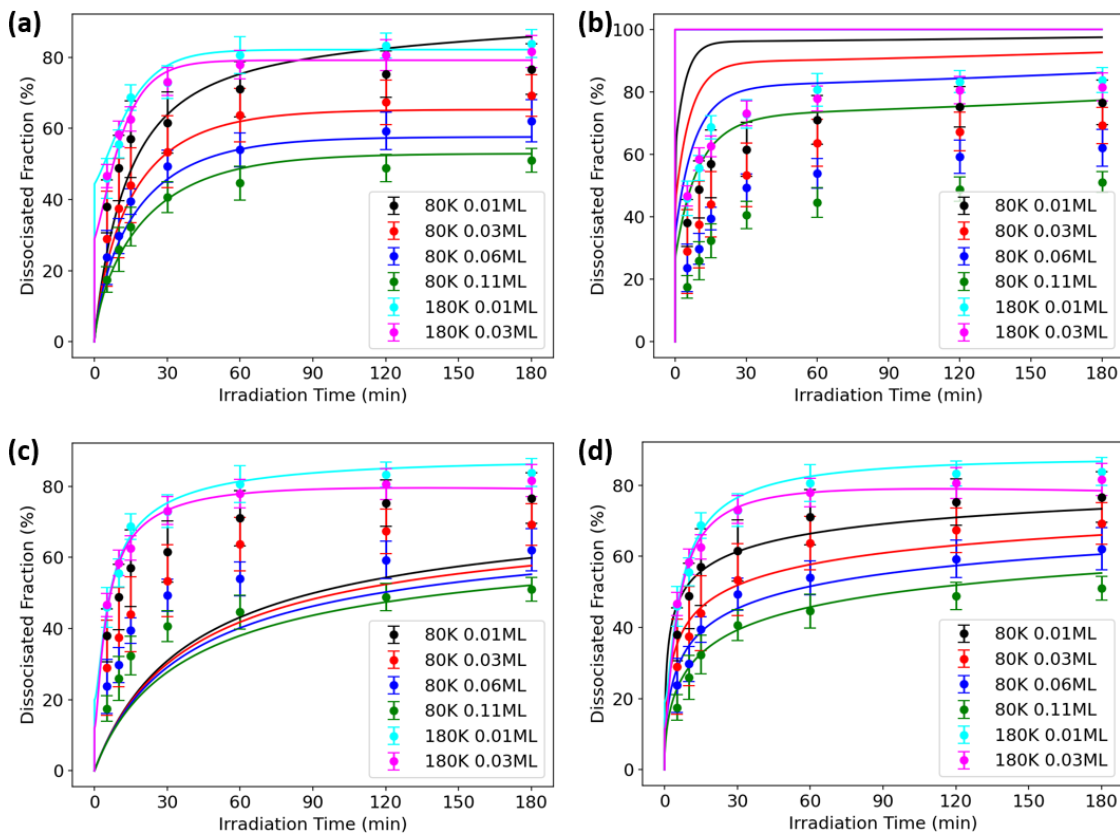 (a)
Dissocisated Fraction (%)
80
60
40
20
0
0 30 60 90 120 150 180
Irradiation Time (min)
80K 0.01ML
80K 0.03ML
80K 0.06ML
80K 0.11ML
180K 0.01ML
180K 0.03ML
(b)
Dissocisated Fraction (%)
100
80
60
40
20
0
0 30 60 90 120 150 180
Irradiation Time (min)
80K 0.01ML
80K 0.03ML
80K 0.06ML
80K 0.11ML
180K 0.01ML
180K 0.03ML
(c)
Dissocisated Fraction (%)
80
60
40
20
0
0 30 60 90 120 150 180
Irradiation Time (min)
80K 0.01ML
80K 0.03ML
80K 0.06ML
80K 0.11ML
180K 0.01ML
180K 0.03ML
(d)
Dissocisated Fraction (%)
80
60
40
20
0
0 30 60 90 120 150 180
Irradiation Time (min)
80K 0.01ML
80K 0.03ML
80K 0.06ML
80K 0.11ML
180K 0.01ML
180K 0.03ML